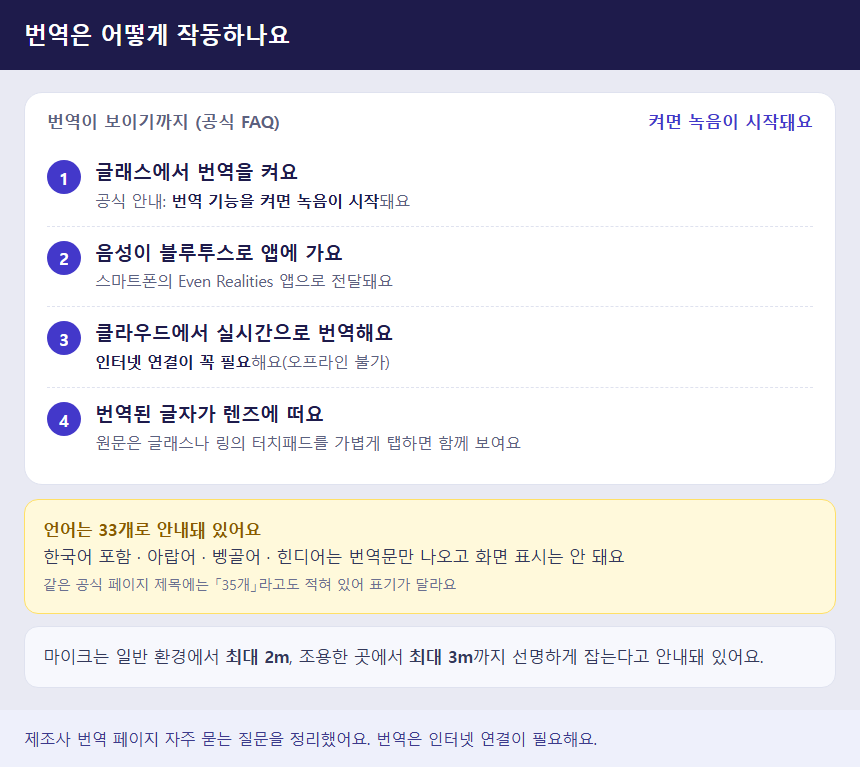 번역은 어떻게 작동하나요
번역이 보이기까지 (공식 FAQ)
켜면 녹음이 시작돼요
1
글래스에서 번역을 켜요
공식 안내: 번역 기능을 켜면 녹음이 시작돼요
2
음성이 블루투스로 앱에 가요
스마트폰의 Even Realities 앱으로 전달돼요
3
클라우드에서 실시간으로 번역해요
인터넷 연결이 꼭 필요해요(오프라인 불가)
4
번역된 글자가 렌즈에 떠요
원문은 글래스나 링의 터치패드를 가볍게 탭하면 함께 보여요
언어는 33개로 안내돼 있어요
한국어 포함 · 아랍어 · 벵골어 · 힌디어는 번역문만 나오고 화면 표시는 안 돼요
같은 공식 페이지 제목에는 「35개」라고도 적혀 있어 표기가 달라요
마이크는 일반 환경에서 최대 2m, 조용한 곳에서 최대 3m까지 선명하게 잡는다고 안내돼 있어요.
제조사 번역 페이지 자주 묻는 질문을 정리했어요. 번역은 인터넷 연결이 필요해요.